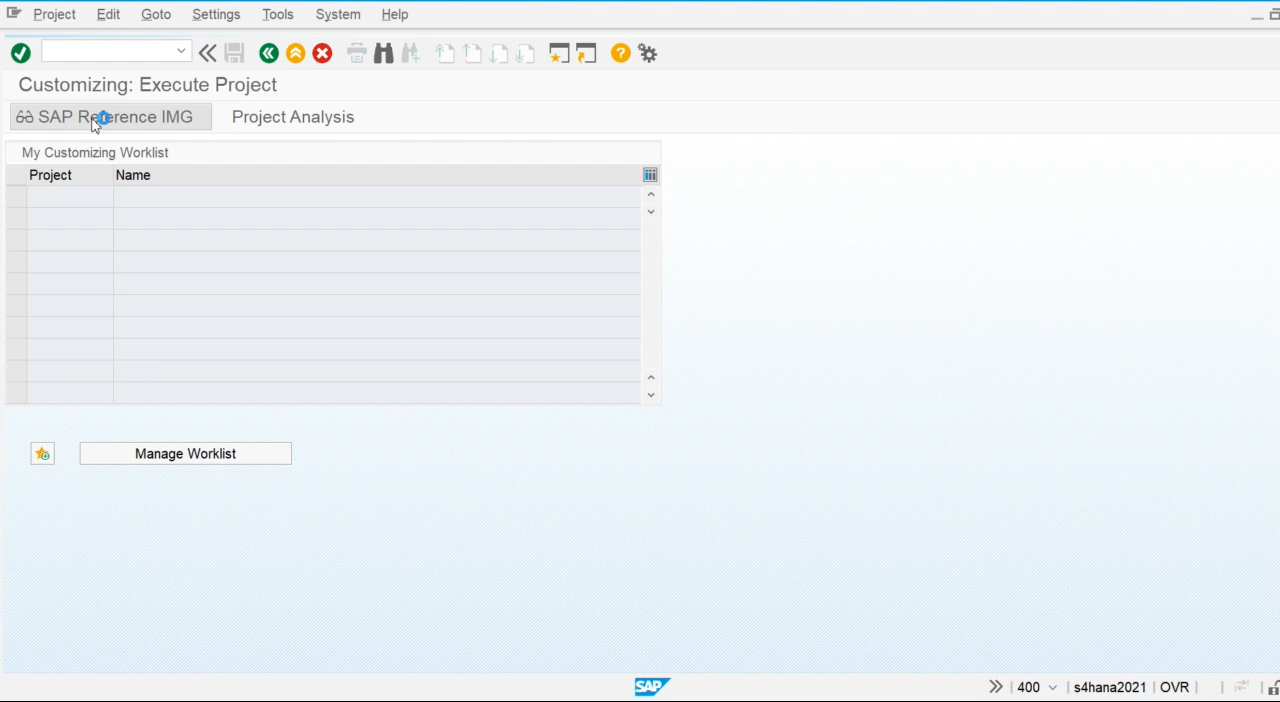 Project Edit Goto Settings Tools System Help
Customizing: Execute Project
SAP Reference IMG Project Analysis
My Customizing Worklist
Project Name
Manage Worklist
SAP 400 s4hana2021 OVR